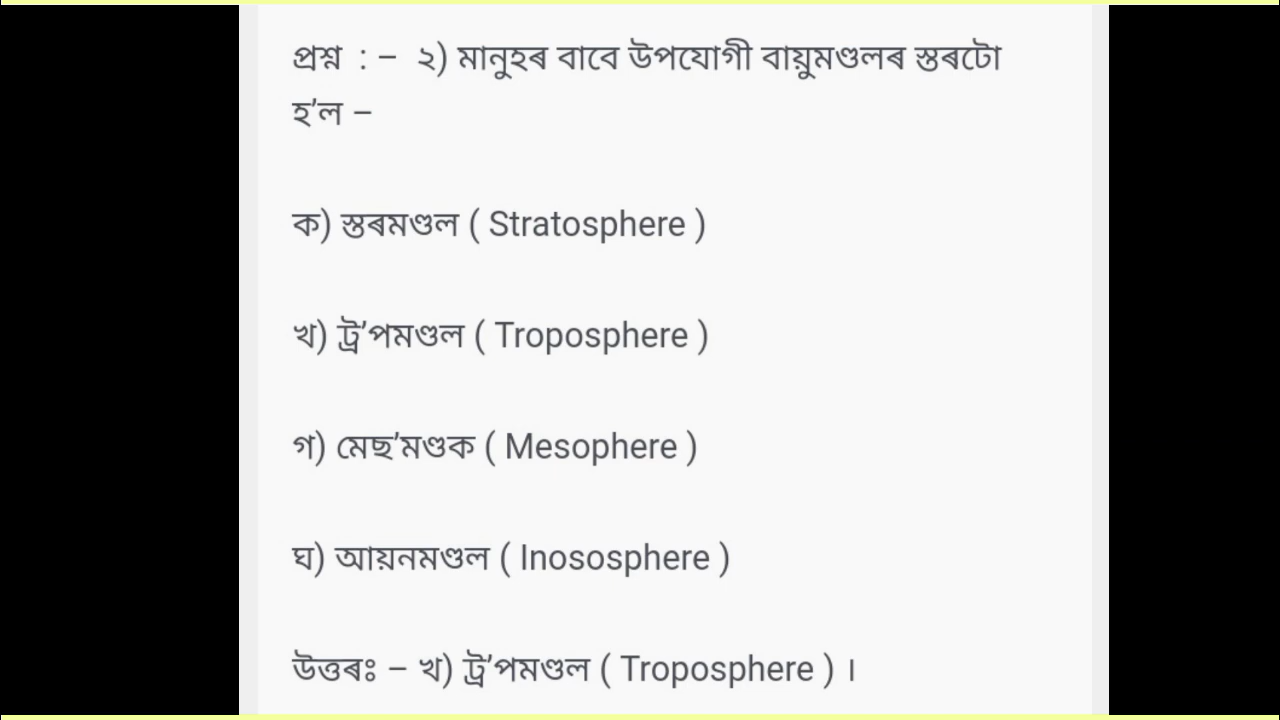 প্ৰশ্ন : – ২) মানুহৰ বাবে উপযোগী বায়ুমণ্ডলৰ স্তৰটো
হ’ল –
ক) স্তৰমণ্ডল ( Stratosphere )
খ) ট্ৰ’পমণ্ডল ( Troposphere )
গ) মেছ’মণ্ডক ( Mesophere )
ঘ) আয়নমণ্ডল ( Inososphere )
উত্তৰঃ – খ) ট্ৰ’পমণ্ডল ( Troposphere ) ।